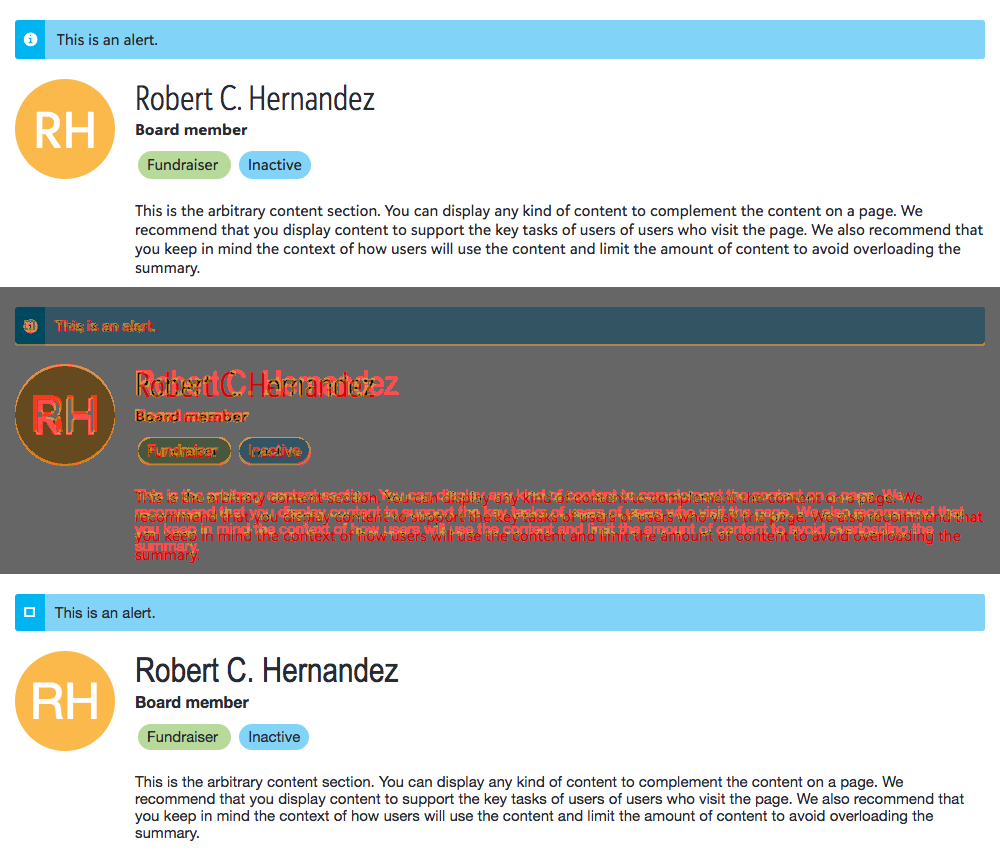 This is an alert.
RH
Robert C. Hernandez
Board member
Fundraiser Inactive
This is the arbitrary content section. You can display any kind of content to complement the content on a page. We
recommend that you display content to support the key tasks of users of users who visit the page. We also recommend that
you keep in mind the context of how users will use the content and limit the amount of content to avoid overloading the
summary.
This is an alert.
RH
Robert C. Hernandez
Board member
Fundraiser Inactive
This is the arbitrary content section. You can display any kind of content to complement the content on a page. We
recommend that you display content to support the key tasks of users of users who visit the page. We also recommend that
you keep in mind the context of how users will use the content and limit the amount of content to avoid overloading the
summary.
This is an alert.
RH
Robert C. Hernandez
Board member
Fundraiser Inactive
This is the arbitrary content section. You can display any kind of content to complement the content on a page. We
recommend that you display content to support the key tasks of users of users who visit the page. We also recommend that
you keep in mind the context of how users will use the content and limit the amount of content to avoid overloading the
summary.